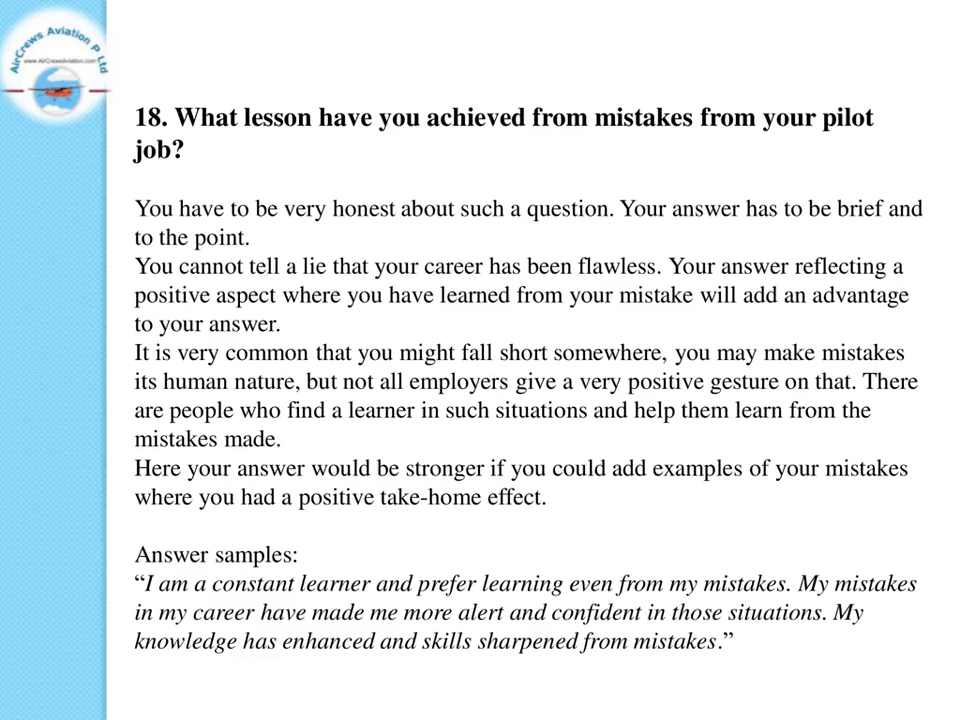 AirCrews Aviation P Ltd
www.AirCrewsAviation.com
18. What lesson have you achieved from mistakes from your pilot
job?
You have to be very honest about such a question. Your answer has to be brief and
to the point.
You cannot tell a lie that your career has been flawless. Your answer reflecting a
positive aspect where you have learned from your mistake will add an advantage
to your answer.
It is very common that you might fall short somewhere, you may make mistakes
its human nature, but not all employers give a very positive gesture on that. There
are people who find a learner in such situations and help them learn from the
mistakes made.
Here your answer would be stronger if you could add examples of your mistakes
where you had a positive take-home effect.
Answer samples:
“I am a constant learner and prefer learning even from my mistakes. My mistakes
in my career have made me more alert and confident in those situations. My
knowledge has enhanced and skills sharpened from mistakes.”